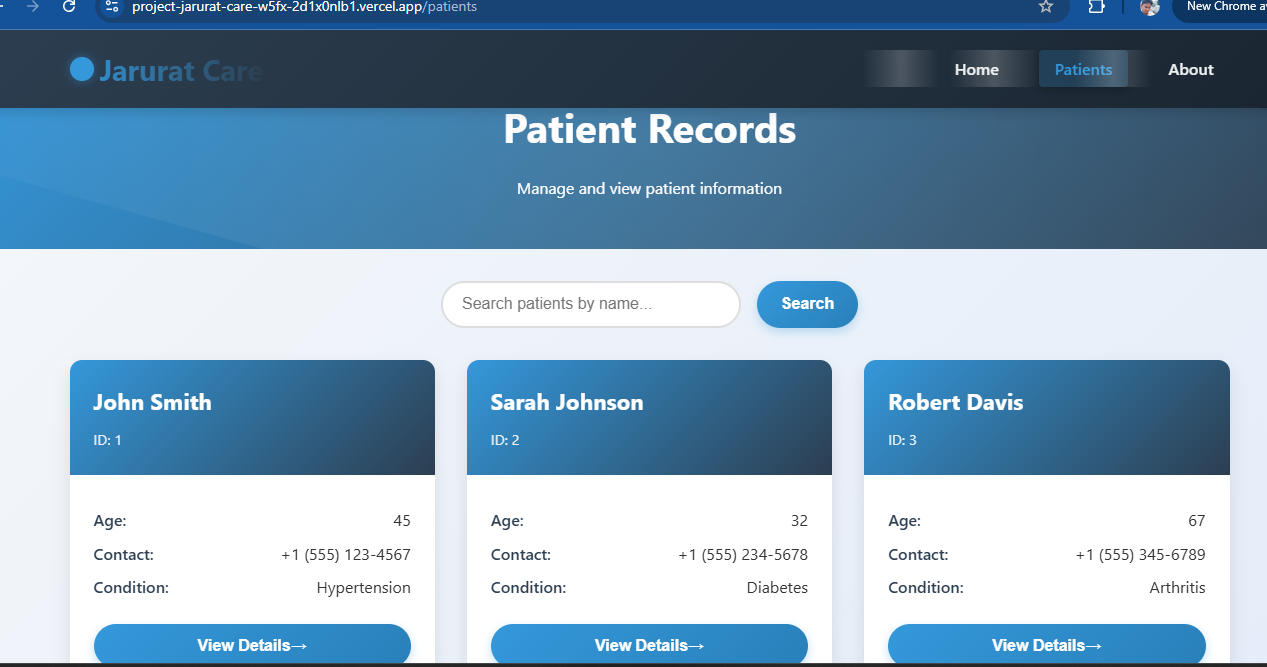 project-jarurat-care-w5fx-2d1x0nlb1.vercel.app/patients
New Chrome av
Jarurat Care
Home Patients About
Patient Records
Manage and view patient information
Search patients by name...
Search
John Smith
ID: 1
Age: 45
Contact: +1 (555) 123-4567
Condition: Hypertension
View Details→
Sarah Johnson
ID: 2
Age: 32
Contact: +1 (555) 234-5678
Condition: Diabetes
View Details→
Robert Davis
ID: 3
Age: 67
Contact: +1 (555) 345-6789
Condition: Arthritis
View Details→